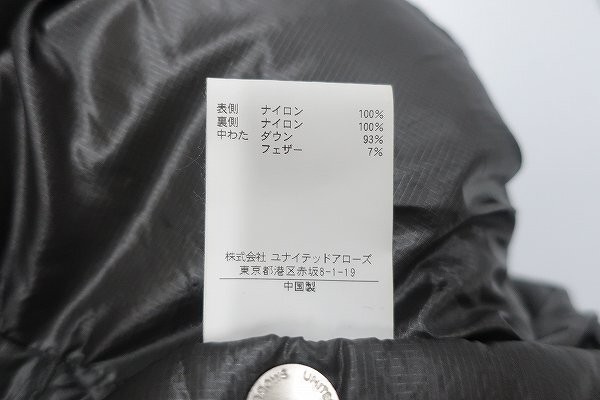 表側 ナイロン 100%
裏側 ナイロン 100%
中わた ダウン 93%
フェザー 7%
株式会社 ユナイテッドアローズ
東京都港区赤坂8-1-19
中国製
UNITE